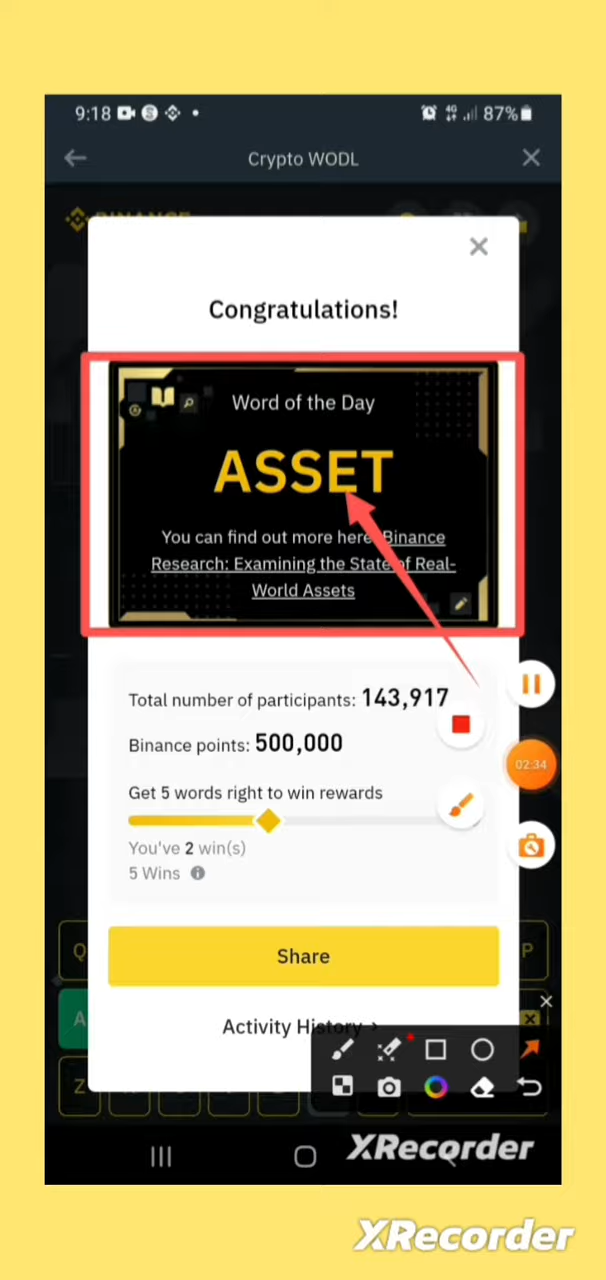 9:18
4G
87%
Crypto WODL
BINANCE
Congratulations!
Word of the Day
ASSET
You can find out more here: Binance
Research: Examining the State of Real-
World Assets
Total number of participants: 143,917
Binance points: 500,000
Get 5 words right to win rewards
You've 2 win(s)
5 Wins
02:34
Q
P
Share
A
Activity History >
Z
XRecorder
XRecorder